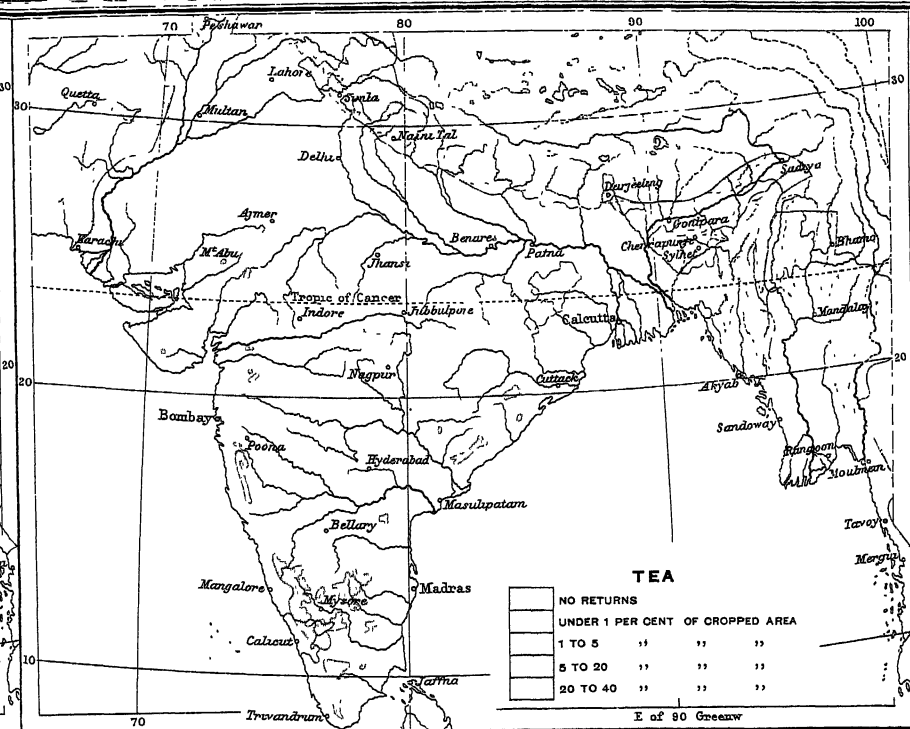 70 80 90 100
Peshawar
Lahore
30 30
Quetta
Simla
Multan
Naini Tal
Delhi
Sadiya
Darjeeling
Ajmer
Goalpara
Karachi
Benares
Cherrapunji
Bhamo
Mt Abu
Jhansi
Patna
Sylhet
Tropic of Cancer
Indore
Jubbulpore
Calcutta
Mandalay
20 20
Nagpur
Cuttack
Akyab
Bombay
Sandoway
Poona
Hyderabad
Rangoon
Moulmein
Masulipatam
Bellary
Tavoy
Mergui
TEA
Mangalore
Madras
Mysore
NO RETURNS
UNDER 1 PER CENT OF CROPPED AREA
Calicut
1 TO 5 ,, ,, ,,
10
5 TO 20 ,, ,, ,,
Jaffna
20 TO 40 ,, ,, ,,
70
Trivandrum
E of 90 Greenw